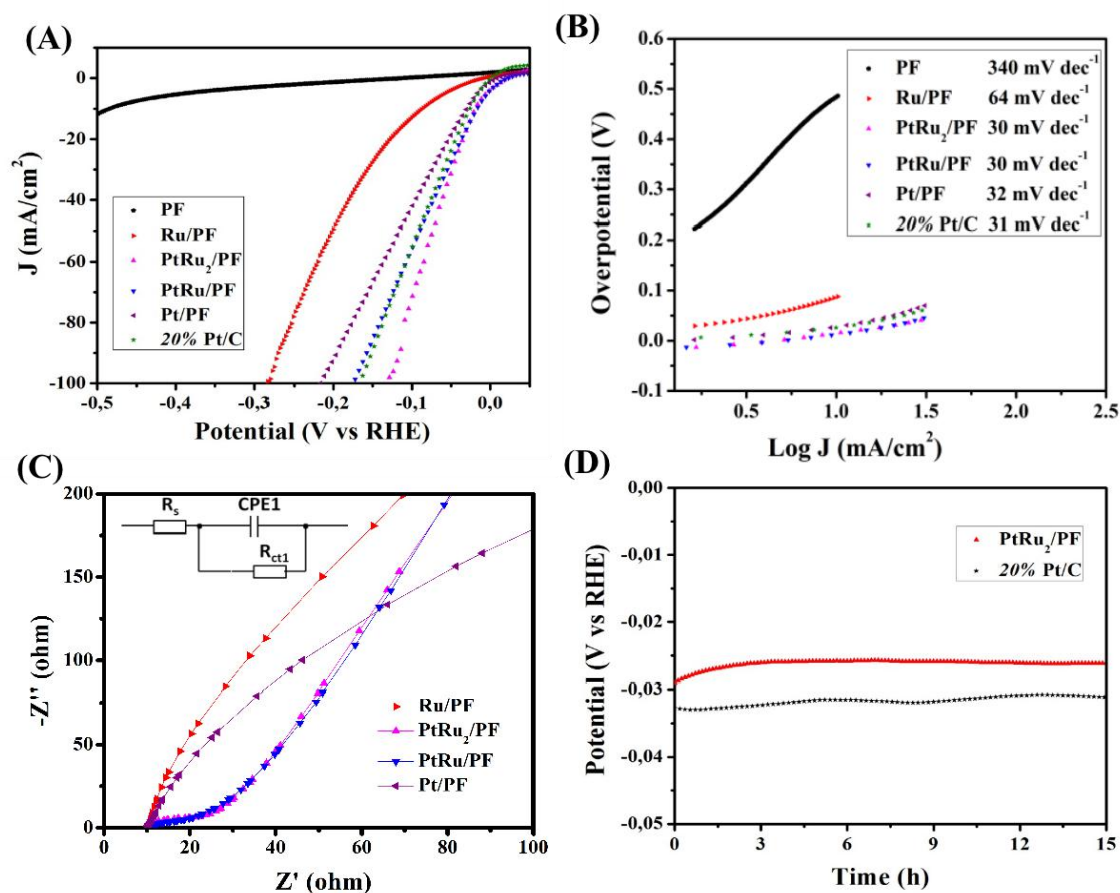 (A)
10
0
-20
-40
-60
-80
-100
J (mA/cm²)
PF
Ru/PF
PtRu₂/PF
PtRu/PF
Pt/PF
20% Pt/C
-0,5
-0,3
-0,2
-0,1
0,0
Potential (V vs RHE)
(B)
0.6
0.5
0.4
0.3
0.2
0.1
0.0
-0.1
Overpotential (V)
PF 340 mV dec⁻¹
Ru/PF 64 mV dec⁻¹
PtRu₂/PF 30 mV dec⁻¹
PtRu/PF 30 mV dec⁻¹
Pt/PF 32 mV dec⁻¹
20% Pt/C 31 mV dec⁻¹
0.5
1.0
1.5
2.0
2.5
Log J (mA/cm²)
(C)
200
150
100
50
0
-Z'' (ohm)
Rs
CPE1
Rct1
Ru/PF
PtRu₂/PF
PtRu/PF
Pt/PF
0
20
40
60
80
100
Z' (ohm)
(D)
0,00
-0,01
-0,02
-0,03
-0,04
-0,05
Potential (V vs RHE)
PtRu₂/PF
20% Pt/C
0
3
6
9
12
15
Time (h)